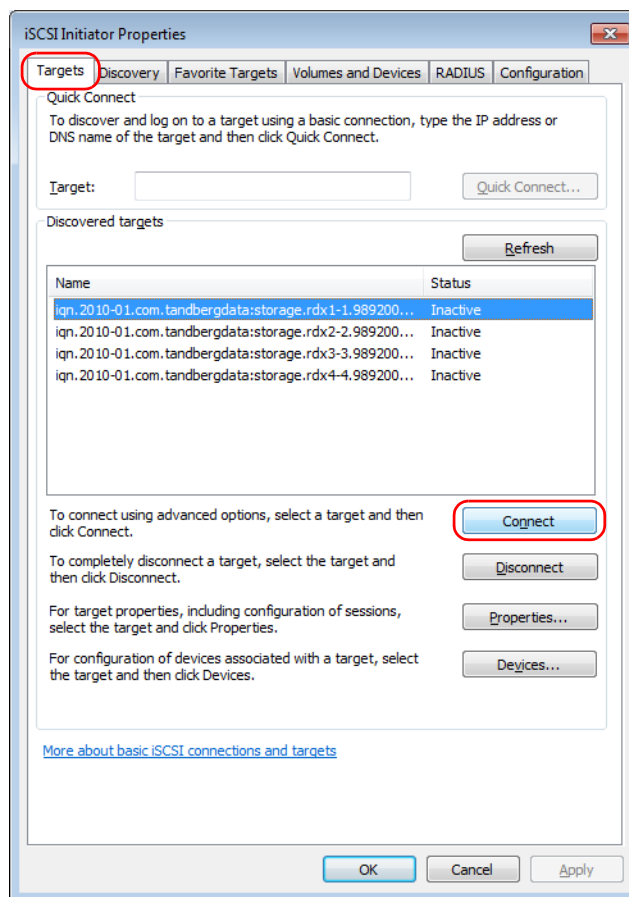 iSCSI Initiator Properties
Targets Discovery Favorite Targets Volumes and Devices RADIUS Configuration
Quick Connect
To discover and log on to a target using a basic connection, type the IP address or
DNS name of the target and then click Quick Connect.
Target:
Quick Connect...
Discovered targets
Refresh
Name Status
iqn.2010-01.com.tandbergdata:storage.rdx1-1.989200... Inactive
iqn.2010-01.com.tandbergdata:storage.rdx2-2.989200... Inactive
iqn.2010-01.com.tandbergdata:storage.rdx3-3.989200... Inactive
iqn.2010-01.com.tandbergdata:storage.rdx4-4.989200... Inactive
To connect using advanced options, select a target and then
click Connect.
Connect
To completely disconnect a target, select the target and
then click Disconnect.
Disconnect
For target properties, including configuration of sessions,
select the target and click Properties.
Properties...
For configuration of devices associated with a target, select
the target and then click Devices.
Devices...
More about basic iSCSI connections and targets
OK Cancel Apply